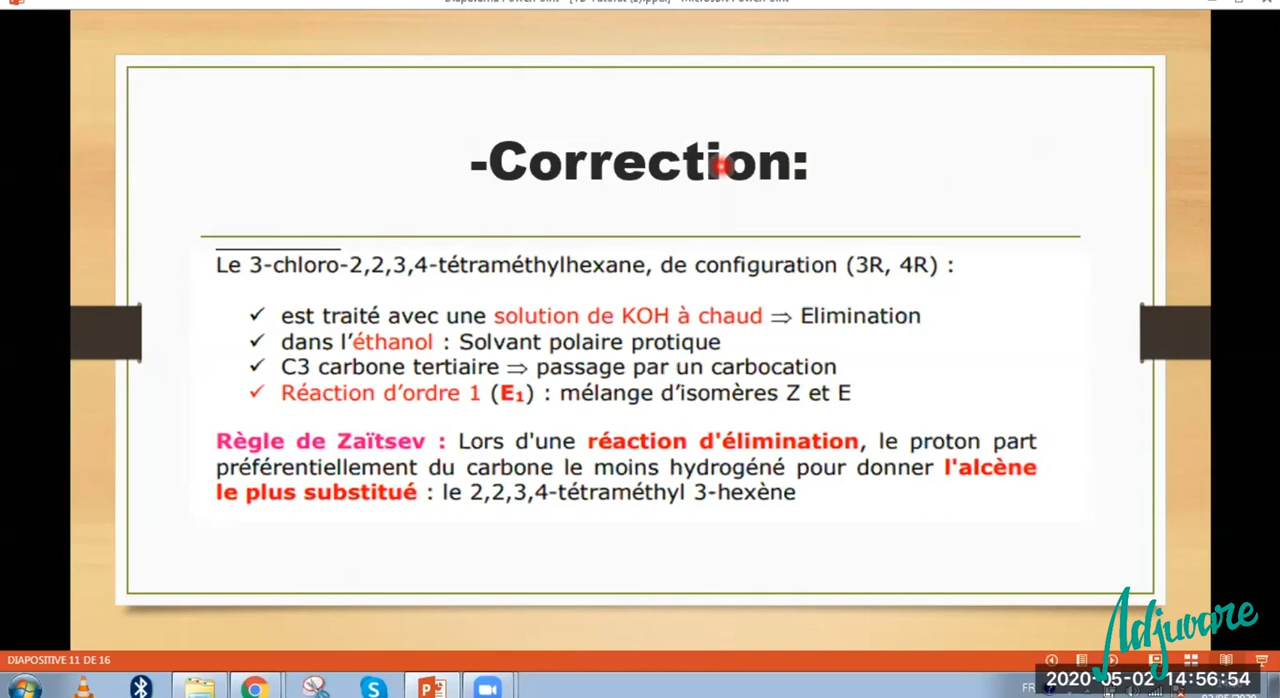 -Correction:
Le 3-chloro-2,2,3,4-tétraméthylhexane, de configuration (3R, 4R) :
✓ est traité avec une solution de KOH à chaud ⇒ Elimination
✓ dans l'éthanol : Solvant polaire protique
✓ C3 carbone tertiaire ⇒ passage par un carbocation
✓ Réaction d'ordre 1 (E₁) : mélange d'isomères Z et E
Règle de Zaïtsev : Lors d'une réaction d'élimination, le proton part
préférentiellement du carbone le moins hydrogéné pour donner l'alcène
le plus substitué : le 2,2,3,4-tétraméthyl 3-hexène
Adjuvare
DIAPOSITIVE 11 DE 16
FR
2020-05-02 14:56:54